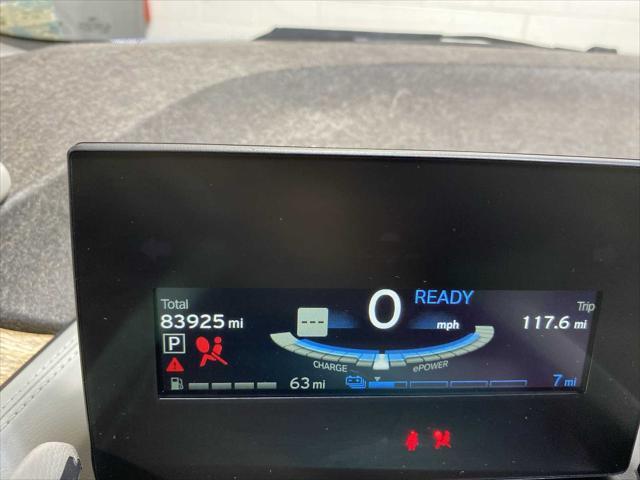 READY
Total
Trip
83925 mi
---
0
mph
117.6 mi
P
CHARGE
ePOWER
63 mi
7 mi